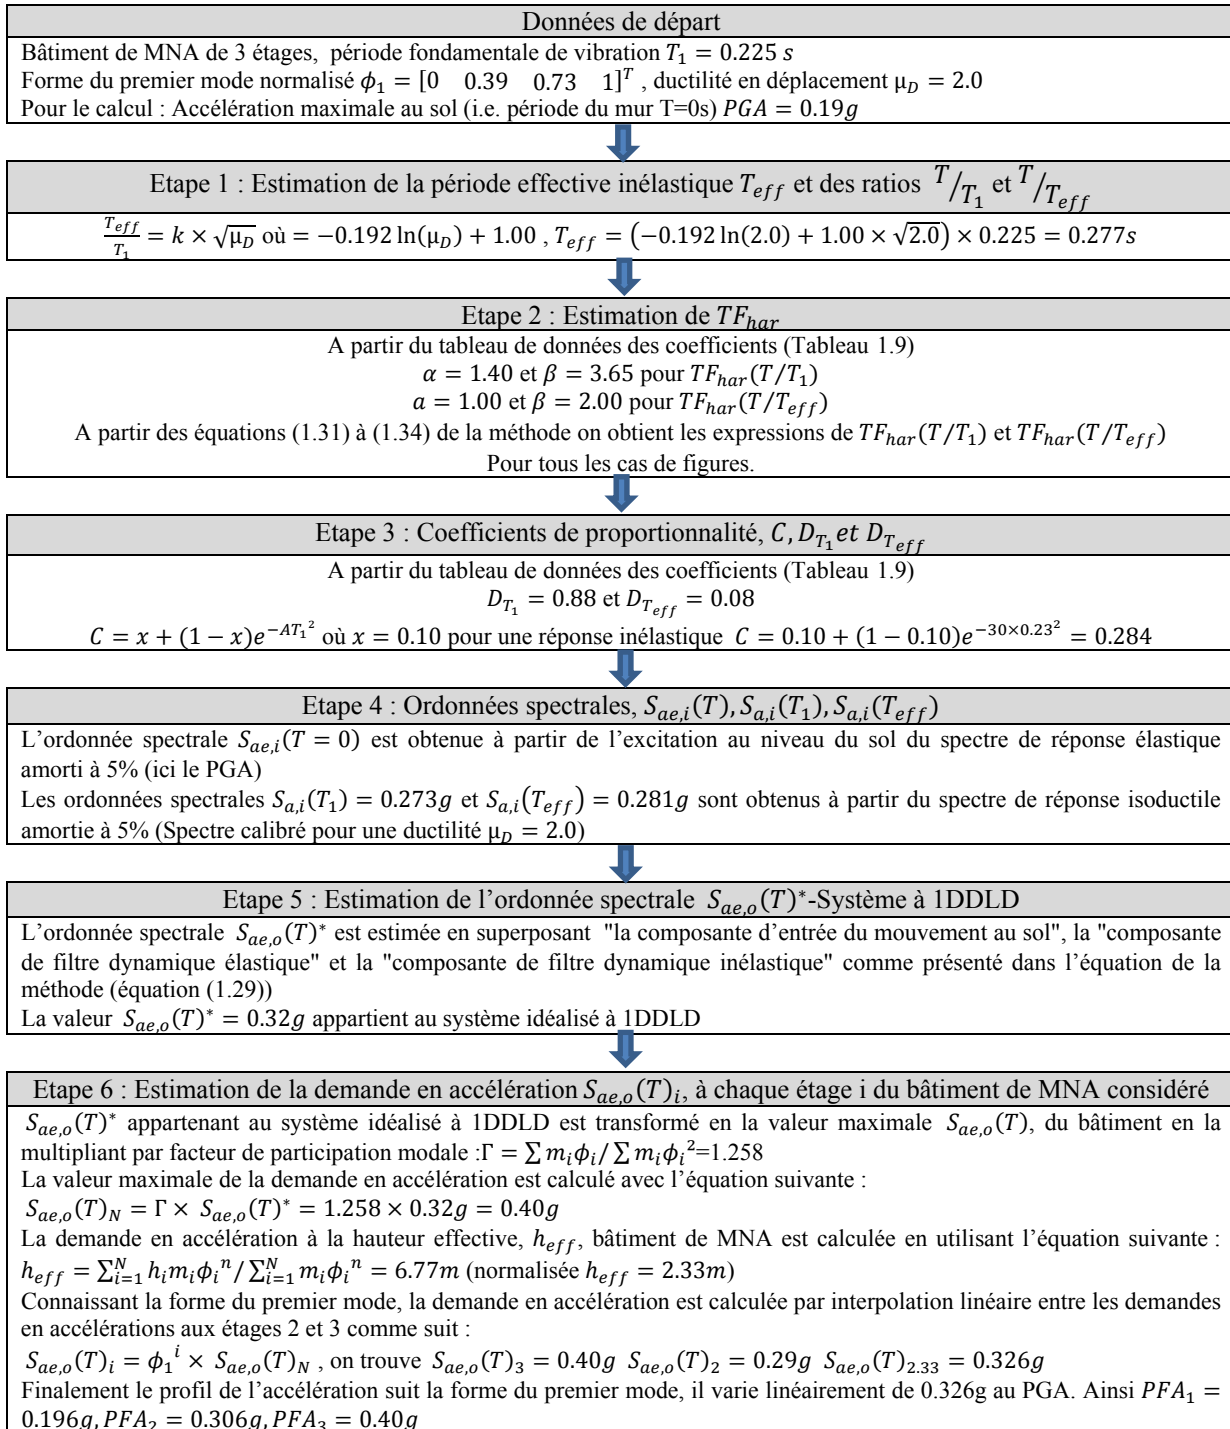 Données de départ
Bâtiment de MNA de 3 étages, période fondamentale de vibration T₁ = 0.225 s
Forme du premier mode normalisé ϕ₁ = [0 0.39 0.73 1]ᵀ , ductilité en déplacement μ_D = 2.0
Pour le calcul : Accélération maximale au sol (i.e. période du mur T=0s) PGA = 0.19g
Etape 1 : Estimation de la période effective inélastique T_eff et des ratios T/T₁ et T/T_eff
T_eff/T₁ = k × √μ_D où = −0.192 ln(μ_D) + 1.00 , T_eff = (−0.192 ln(2.0) + 1.00 × √2.0) × 0.225 = 0.277s
Etape 2 : Estimation de TF_har
A partir du tableau de données des coefficients (Tableau 1.9)
α = 1.40 et β = 3.65 pour TF_har(T/T₁)
a = 1.00 et β = 2.00 pour TF_har(T/T_eff)
A partir des équations (1.31) à (1.34) de la méthode on obtient les expressions de TF_har(T/T₁) et TF_har(T/T_eff)
Pour tous les cas de figures.
Etape 3 : Coefficients de proportionnalité, C, D_T₁ et D_T_eff
A partir du tableau de données des coefficients (Tableau 1.9)
D_T₁ = 0.88 et D_T_eff = 0.08
C = x + (1 − x)e^(−AT₁²) où x = 0.10 pour une réponse inélastique C = 0.10 + (1 − 0.10)e^(−30×0.23²) = 0.284
Etape 4 : Ordonnées spectrales, S_ae,i(T), S_a,i(T₁), S_a,i(T_eff)
L'ordonnée spectrale S_ae,i(T = 0) est obtenue à partir de l'excitation au niveau du sol du spectre de réponse élastique
amorti à 5% (ici le PGA)
Les ordonnées spectrales S_a,i(T₁) = 0.273g et S_a,i(T_eff) = 0.281g sont obtenus à partir du spectre de réponse isoductile
amortie à 5% (Spectre calibré pour une ductilité μ_D = 2.0)
Etape 5 : Estimation de l'ordonnée spectrale S_ae,o(T)*-Système à 1DDLD
L'ordonnée spectrale S_ae,o(T)* est estimée en superposant "la composante d'entrée du mouvement au sol", la "composante
de filtre dynamique élastique" et la "composante de filtre dynamique inélastique" comme présenté dans l'équation de la
méthode (équation (1.29))
La valeur S_ae,o(T)* = 0.32g appartient au système idéalisé à 1DDLD
Etape 6 : Estimation de la demande en accélération S_ae,o(T)_i, à chaque étage i du bâtiment de MNA considéré
S_ae,o(T)* appartenant au système idéalisé à 1DDLD est transformé en la valeur maximale S_ae,o(T), du bâtiment en la
multipliant par facteur de participation modale :Γ = ∑ m_iϕ_i/ ∑ m_iϕ_i²=1.258
La valeur maximale de la demande en accélération est calculé avec l'équation suivante :
S_ae,o(T)_N = Γ × S_ae,o(T)* = 1.258 × 0.32g = 0.40g
La demande en accélération à la hauteur effective, h_eff, bâtiment de MNA est calculée en utilisant l'équation suivante :
h_eff = ∑_{i=1}^N h_im_iϕ_iⁿ/ ∑_{i=1}^N m_iϕ_iⁿ = 6.77m (normalisée h_eff = 2.33m)
Connaissant la forme du premier mode, la demande en accélération est calculée par interpolation linéaire entre les demandes
en accélérations aux étages 2 et 3 comme suit :
S_ae,o(T)_i = ϕ₁ⁱ × S_ae,o(T)_N , on trouve S_ae,o(T)₃ = 0.40g S_ae,o(T)₂ = 0.29g S_ae,o(T)_2.33 = 0.326g
Finalement le profil de l'accélération suit la forme du premier mode, il varie linéairement de 0.326g au PGA. Ainsi PFA₁ =
0.196g, PFA₂ = 0.306g, PFA₃ = 0.40g